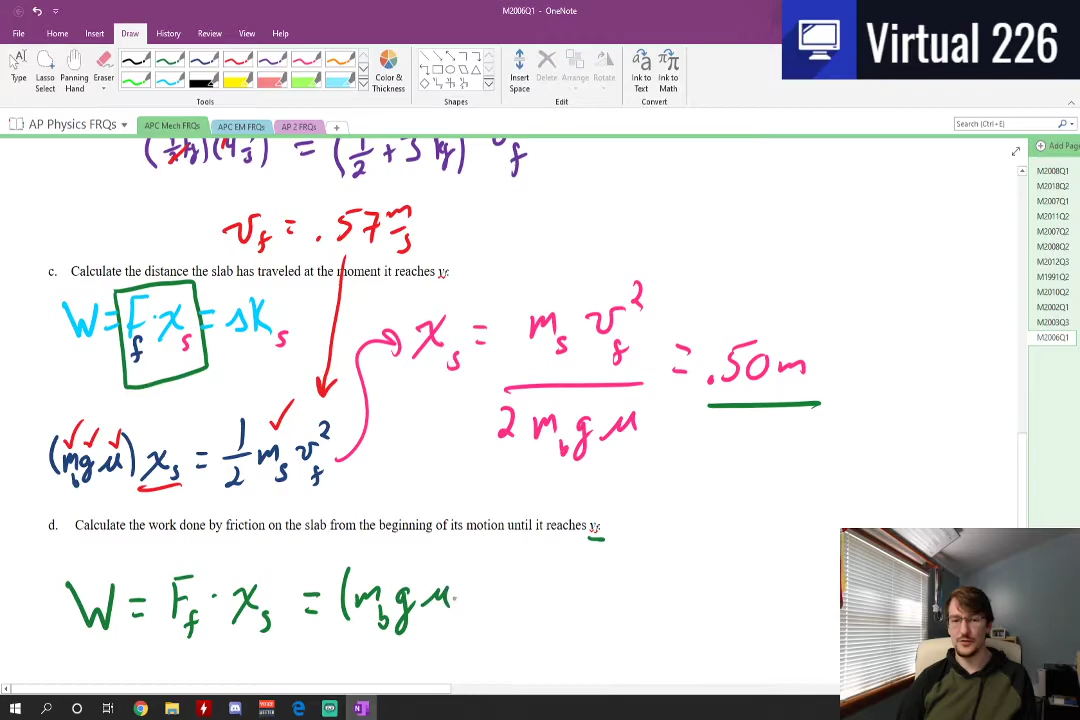 M2006Q1 - OneNote
File Home Insert Draw History Review View Help
Type Lasso Select Panning Hand Eraser Color & Thickness Insert Space Delete Arrange Rotate Ink to Text Ink to Math
Tools Shapes Edit Convert
Virtual 226
AP Physics FRQs APC Mech FRQs APC EM FRQs AP 2 FRQs
Search (Ctrl+E)
Add Page
M2008Q1
M2018Q2
M2007Q1
M2011Q2
M2007Q2
M2008Q2
M2012Q3
M1991Q2
M2010Q2
M2002Q1
M2003Q3
M2006Q1
= (1/2 + 3 kg) v_f
v_f = .57 m/s
c. Calculate the distance the slab has traveled at the moment it reaches v_f.
W = F_f · x_s = ΔK_s
x_s = m_s v_f² / 2 m_b g μ = .50 m
(m_b g μ) x_s = 1/2 m_s v_f²
d. Calculate the work done by friction on the slab from the beginning of its motion until it reaches v_f.
W = F_f · x_s = (m_b g μ